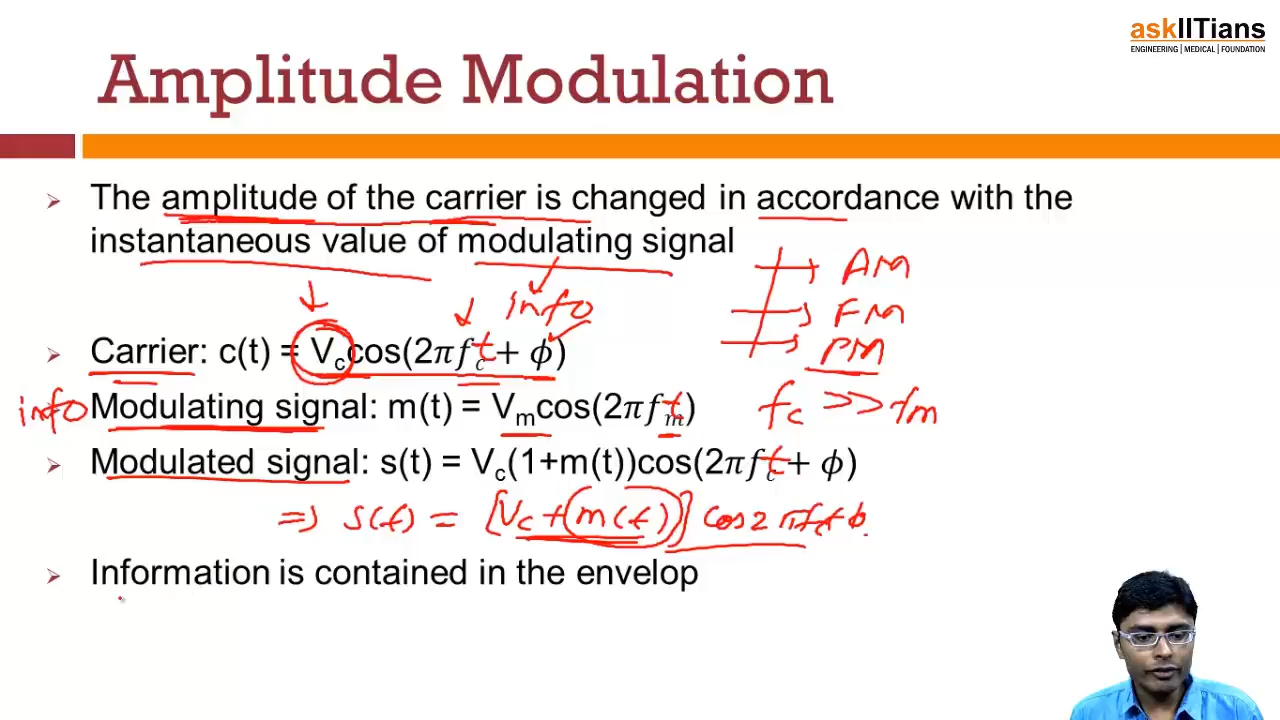 askIITians
ENGINEERING | MEDICAL | FOUNDATION
Amplitude Modulation
The amplitude of the carrier is changed in accordance with the
instantaneous value of modulating signal
AM
info
FM
Carrier: c(t) = Vccos(2πfct + ϕ)
PM
info Modulating signal: m(t) = Vmcos(2πfmt)
fc >> fm
Modulated signal: s(t) = Vc(1+m(t))cos(2πfct + ϕ)
⇒ s(t) = [Vc + (m(t))] cos 2πfct ϕ
Information is contained in the envelop